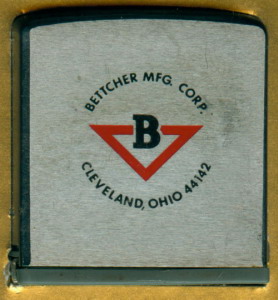 BETTCHER MFG. CORP.
B
CLEVELAND, OHIO 44142